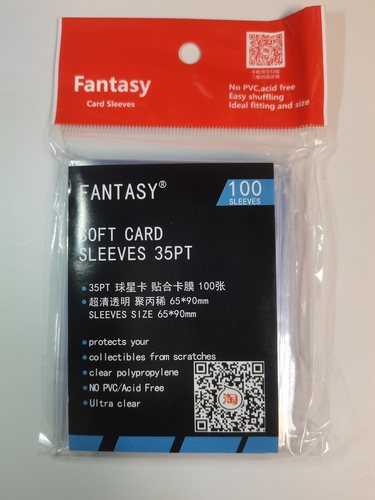 Fantasy
Card Sleeves
No PVC,acid free
Easy shuffling
Ideal fitting and size
FANTASY®
100
SLEEVES
SOFT CARD
SLEEVES 35PT
35PT 球星卡 贴合卡膜 100张
超清透明 聚丙稀 65*90mm
SLEEVES SIZE 65*90mm
protects your
collectibles from scratches
clear polypropylene
NO PVC/Acid Free
Ultra clear
淘